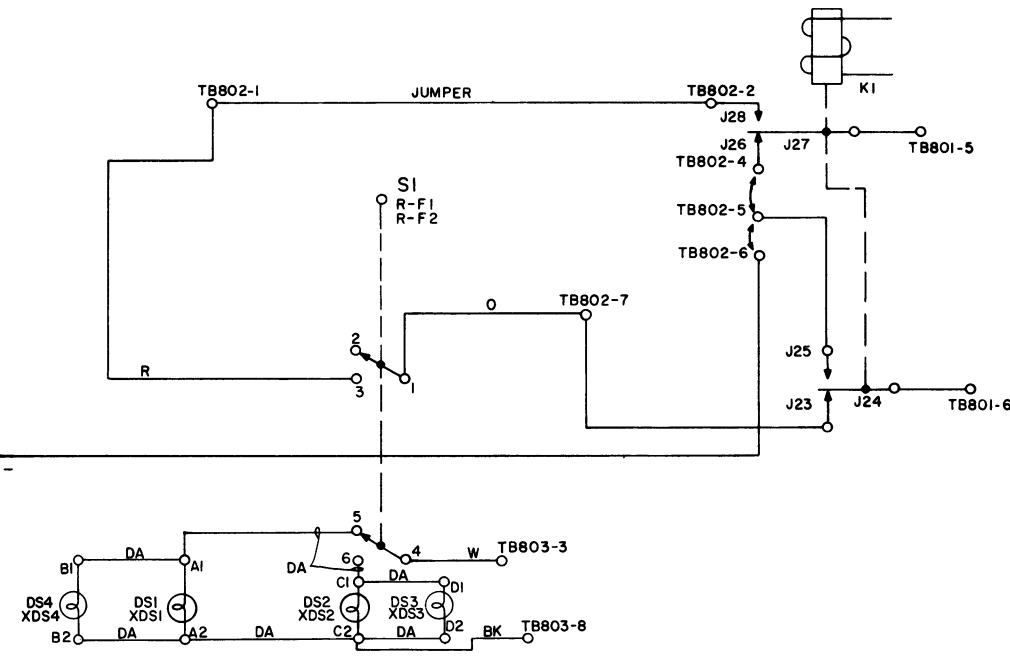 K1
TB802-1
JUMPER
TB802-2
J28
J26
J27
TB801-5
TB802-4
S1
R-F1
R-F2
TB802-5
TB802-6
O
TB802-7
2
J25
R
3
1
J23
J24
TB801-6
5
4
W
TB803-3
6
DA
DA
B1
A1
C1
DA
D1
DS4
XDS4
DS1
XDS1
DS2
XDS2
DS3
XDS3
B2
DA
A2
DA
C2
DA
D2
BK
TB803-8